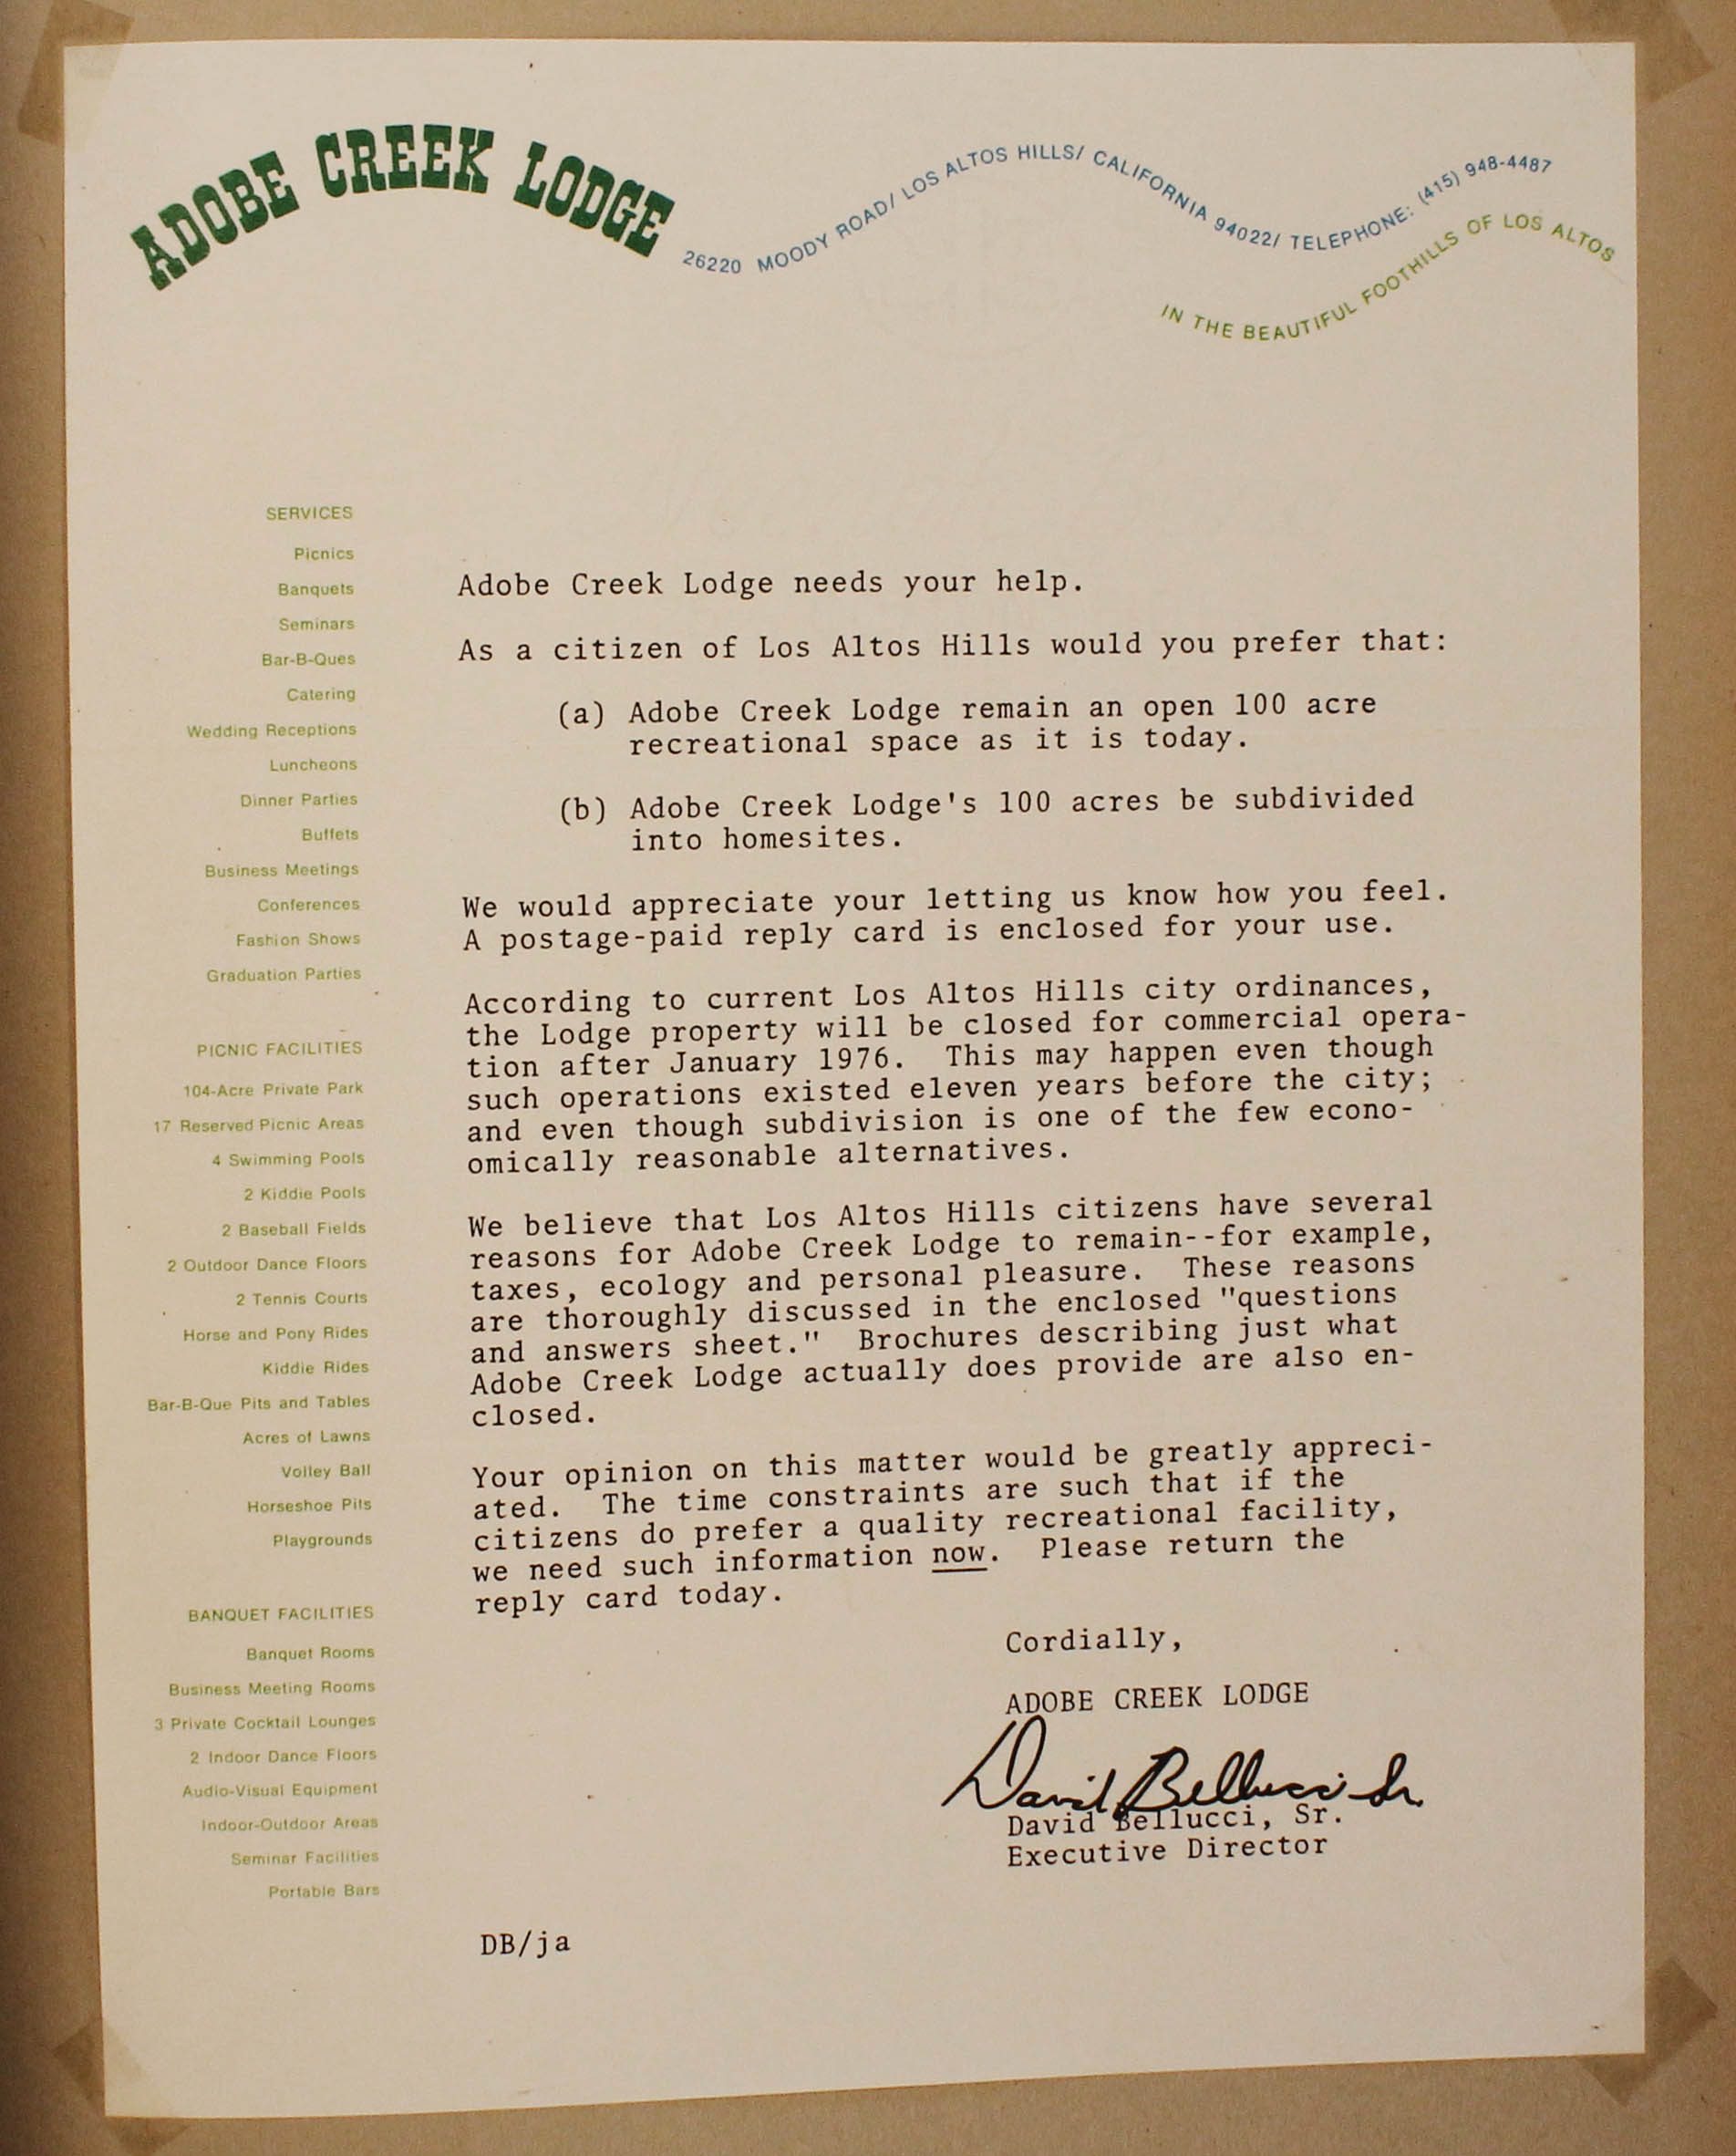 ADOBE CREEK LODGE
26220 MOODY ROAD/ LOS ALTOS HILLS/ CALIFORNIA 94022/ TELEPHONE: (415) 948-4487
IN THE BEAUTIFUL FOOTHILLS OF LOS ALTOS
SERVICES
Picnics
Banquets
Seminars
Bar-B-Ques
Catering
Wedding Receptions
Luncheons
Dinner Parties
Buffets
Business Meetings
Conferences
Fashion Shows
Graduation Parties
PICNIC FACILITIES
104-Acre Private Park
17 Reserved Picnic Areas
4 Swimming Pools
2 Kiddie Pools
2 Baseball Fields
2 Outdoor Dance Floors
2 Tennis Courts
Horse and Pony Rides
Kiddie Rides
Bar-B-Que Pits and Tables
Acres of Lawns
Volley Ball
Horseshoe Pits
Playgrounds
BANQUET FACILITIES
Banquet Rooms
Business Meeting Rooms
3 Private Cocktail Lounges
2 Indoor Dance Floors
Audio-Visual Equipment
Indoor-Outdoor Areas
Seminar Facilities
Portable Bars
Adobe Creek Lodge needs your help.
As a citizen of Los Altos Hills would you prefer that:
(a) Adobe Creek Lodge remain an open 100 acre
recreational space as it is today.
(b) Adobe Creek Lodge's 100 acres be subdivided
into homesites.
We would appreciate your letting us know how you feel.
A postage-paid reply card is enclosed for your use.
According to current Los Altos Hills city ordinances,
the Lodge property will be closed for commercial opera-
tion after January 1976. This may happen even though
such operations existed eleven years before the city;
and even though subdivision is one of the few econo-
omically reasonable alternatives.
We believe that Los Altos Hills citizens have several
reasons for Adobe Creek Lodge to remain--for example,
taxes, ecology and personal pleasure. These reasons
are thoroughly discussed in the enclosed "questions
and answers sheet." Brochures describing just what
Adobe Creek Lodge actually does provide are also en-
closed.
Your opinion on this matter would be greatly appreci-
ated. The time constraints are such that if the
citizens do prefer a quality recreational facility,
we need such information now. Please return the
reply card today.
Cordially,
ADOBE CREEK LODGE
David Bellucci Sr.
David Bellucci, Sr.
Executive Director
DB/ja